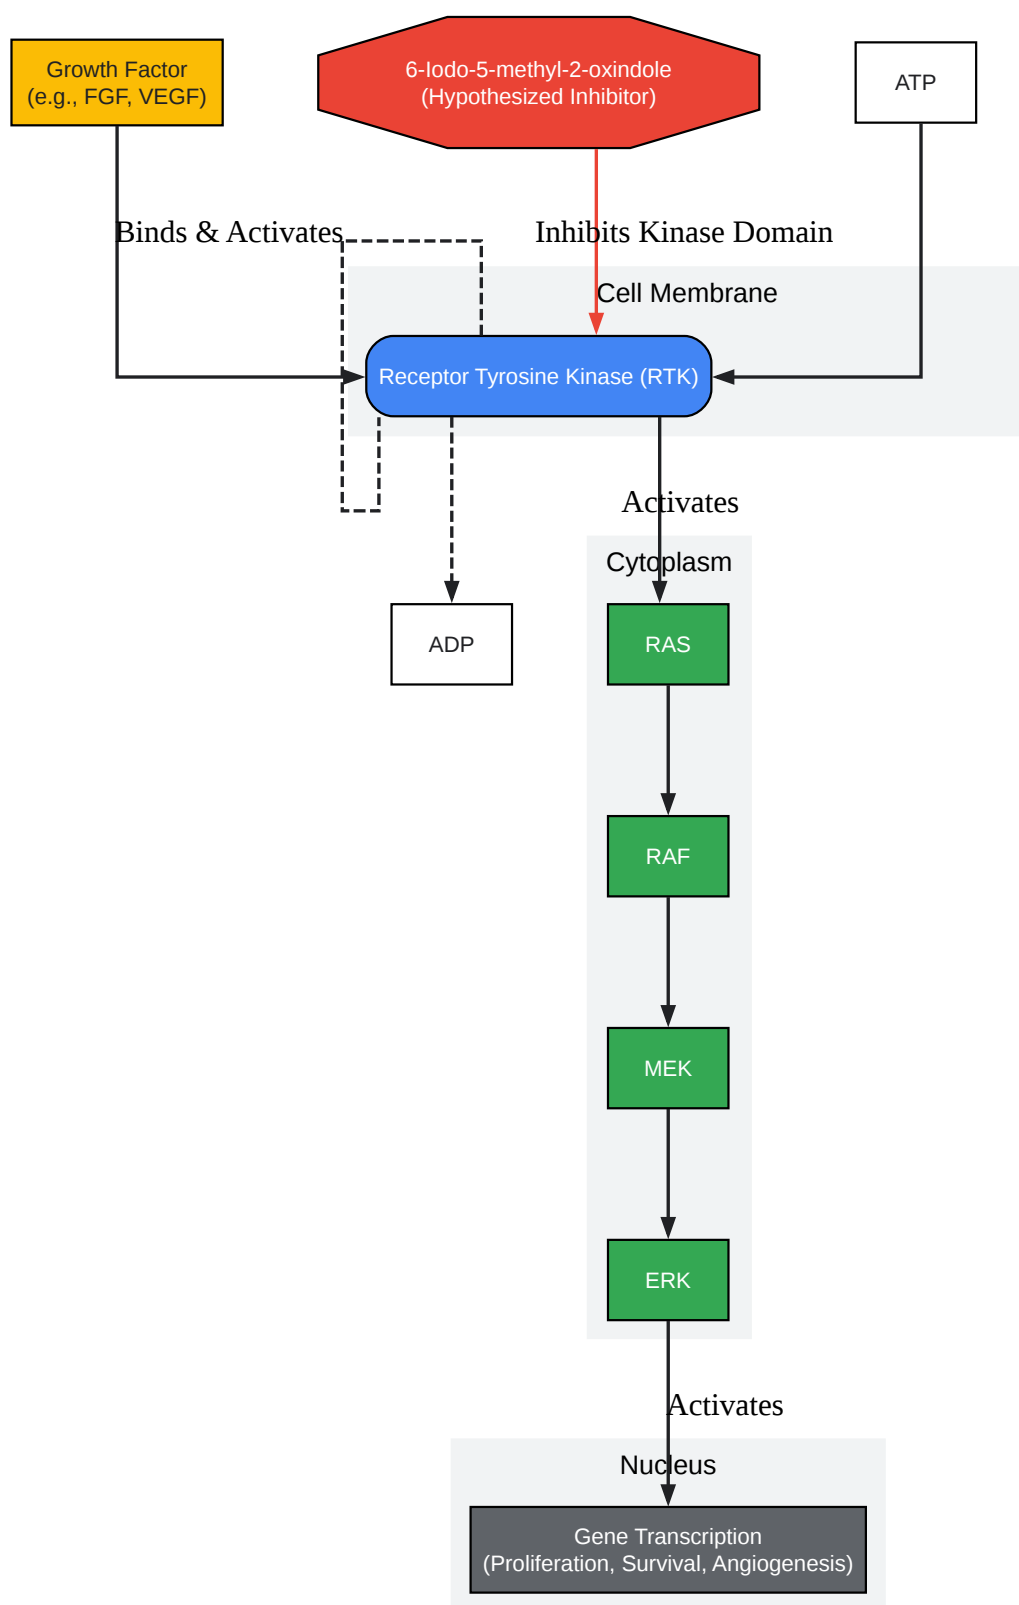 Growth Factor
(e.g., FGF, VEGF)
6-Iodo-5-methyl-2-oxindole
(Hypothesized Inhibitor)
ATP
Binds & Activates
Inhibits Kinase Domain
Cell Membrane
Receptor Tyrosine Kinase (RTK)
Activates
Cytoplasm
ADP
RAS
RAF
MEK
ERK
Activates
Nucleus
Gene Transcription
(Proliferation, Survival, Angiogenesis)